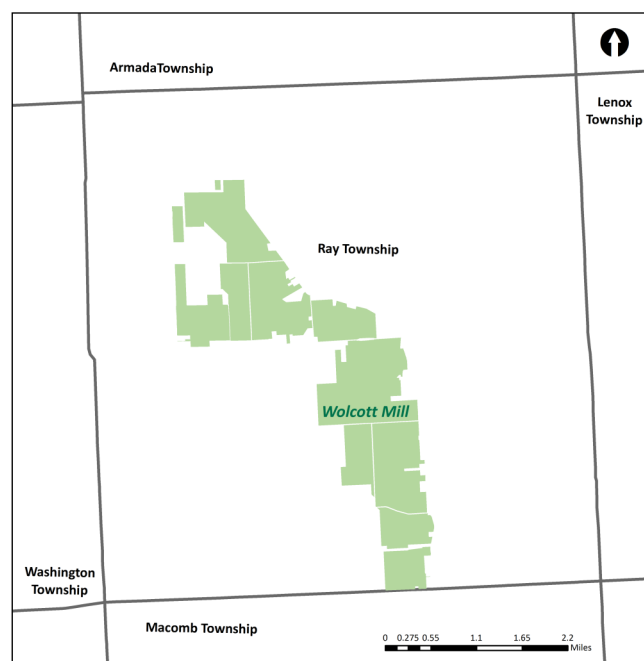 ArmadaTownship
Lenox
Township
Ray Township
Wolcott Mill
Washington
Township
Macomb Township
0 0.275 0.55 1.1 1.65 2.2
Miles